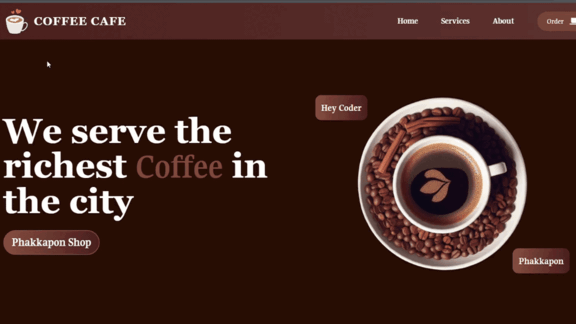 COFFEE CAFE
Home
Services
About
Order
Hey Coder
We serve the
richest Coffee in
the city
Phakkapon Shop
Phakkapon